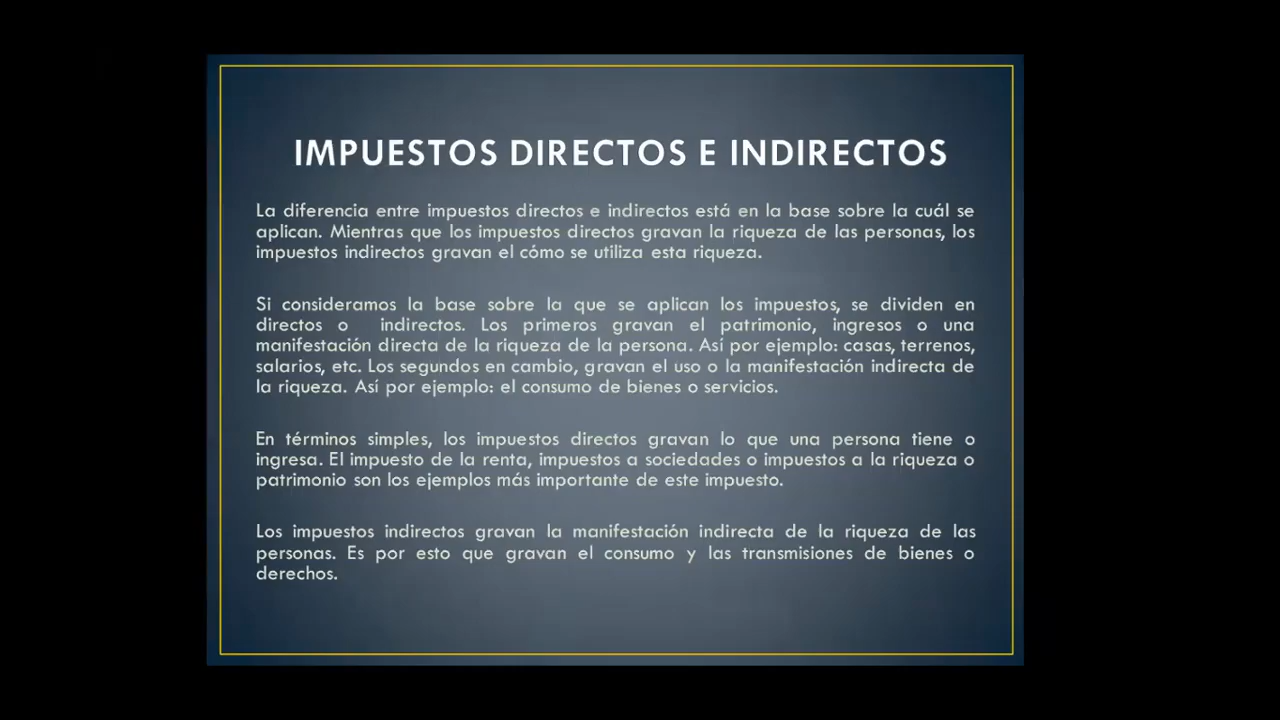 IMPUESTOS DIRECTOS E INDIRECTOS
La diferencia entre impuestos directos e indirectos está en la base sobre la cuál se
aplican. Mientras que los impuestos directos gravan la riqueza de las personas, los
impuestos indirectos gravan el cómo se utiliza esta riqueza.
Si consideramos la base sobre la que se aplican los impuestos, se dividen en
directos o indirectos. Los primeros gravan el patrimonio, ingresos o una
manifestación directa de la riqueza de la persona. Así por ejemplo: casas, terrenos,
salarios, etc. Los segundos en cambio, gravan el uso o la manifestación indirecta de
la riqueza. Así por ejemplo: el consumo de bienes o servicios.
En términos simples, los impuestos directos gravan lo que una persona tiene o
ingresa. El impuesto de la renta, impuestos a sociedades o impuestos a la riqueza o
patrimonio son los ejemplos más importante de este impuesto.
Los impuestos indirectos gravan la manifestación indirecta de la riqueza de las
personas. Es por esto que gravan el consumo y las transmisiones de bienes o
derechos.